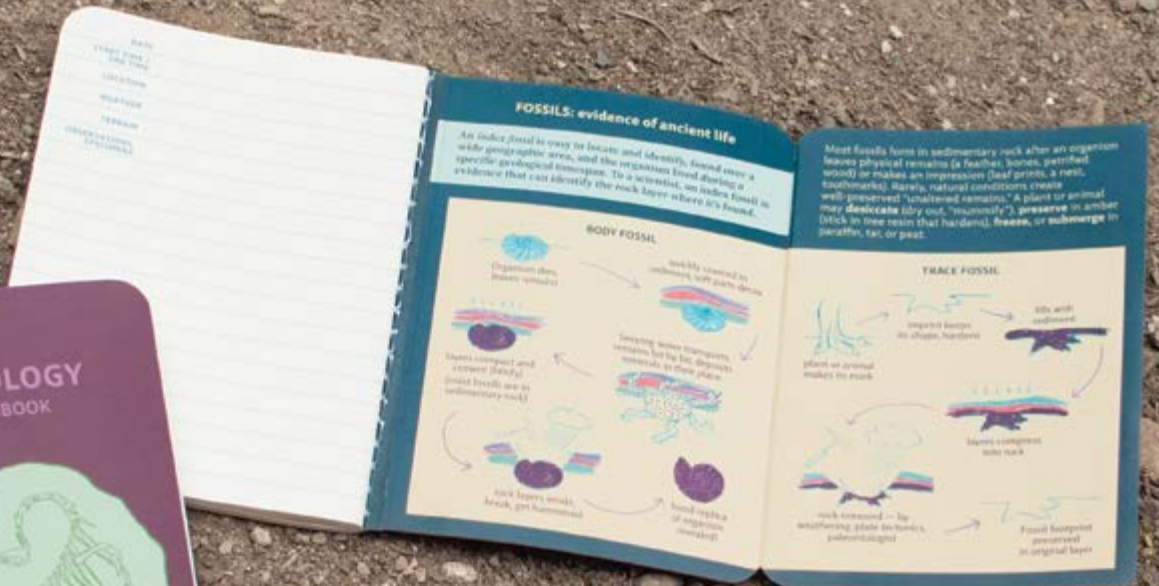 DATE
START TIME /
END TIME
LOCATION
WEATHER
TERRAIN
OBSERVATIONS
SPECIMENS
OLOGY
BOOK
FOSSILS: evidence of ancient life
An index fossil is easy to locate and identify, found over a
wide geographic area, and the organism lived during a
specific geological timespan. To a scientist, an index fossil is
evidence that can identify the rock layer where it's found.
BODY FOSSIL
Organism dies,
leaves remains
quickly covered in
sediment, soft parts decay
seeping water transports
remains bit by bit, deposits
minerals in their place
layers compact and
cement (lithify)
(most fossils are in
sedimentary rock)
rock layers erode,
break, get hammered
fossil replica
of organism
revealed!
Most fossils form in sedimentary rock after an organism
leaves physical remains (a feather, bones, petrified
wood) or makes an impression (leaf prints, a nest,
toothmarks). Rarely, natural conditions create
well-preserved "unaltered remains." A plant or animal
may desiccate (dry out, "mummify"), preserve in amber
(stick in tree resin that hardens), freeze, or submerge in
paraffin, tar, or peat.
TRACE FOSSIL
plant or animal
makes its mark
imprint keeps
its shape, hardens
fills with
sediment
layers compress
into rock
rock removed — by
weathering, plate tectonics,
paleontologist
Fossil footprint
preserved
in original layer